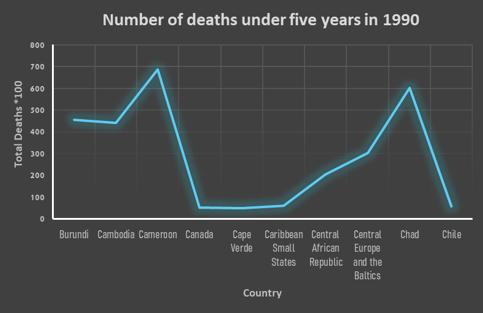 Number of deaths under five years in 1990
Total Deaths *100
800
700
600
500
400
300
200
100
0
Burundi Cambodia Cameroon Canada Cape Verde Caribbean Small States Central African Republic Central Europe and the Baltics Chad Chile
Country